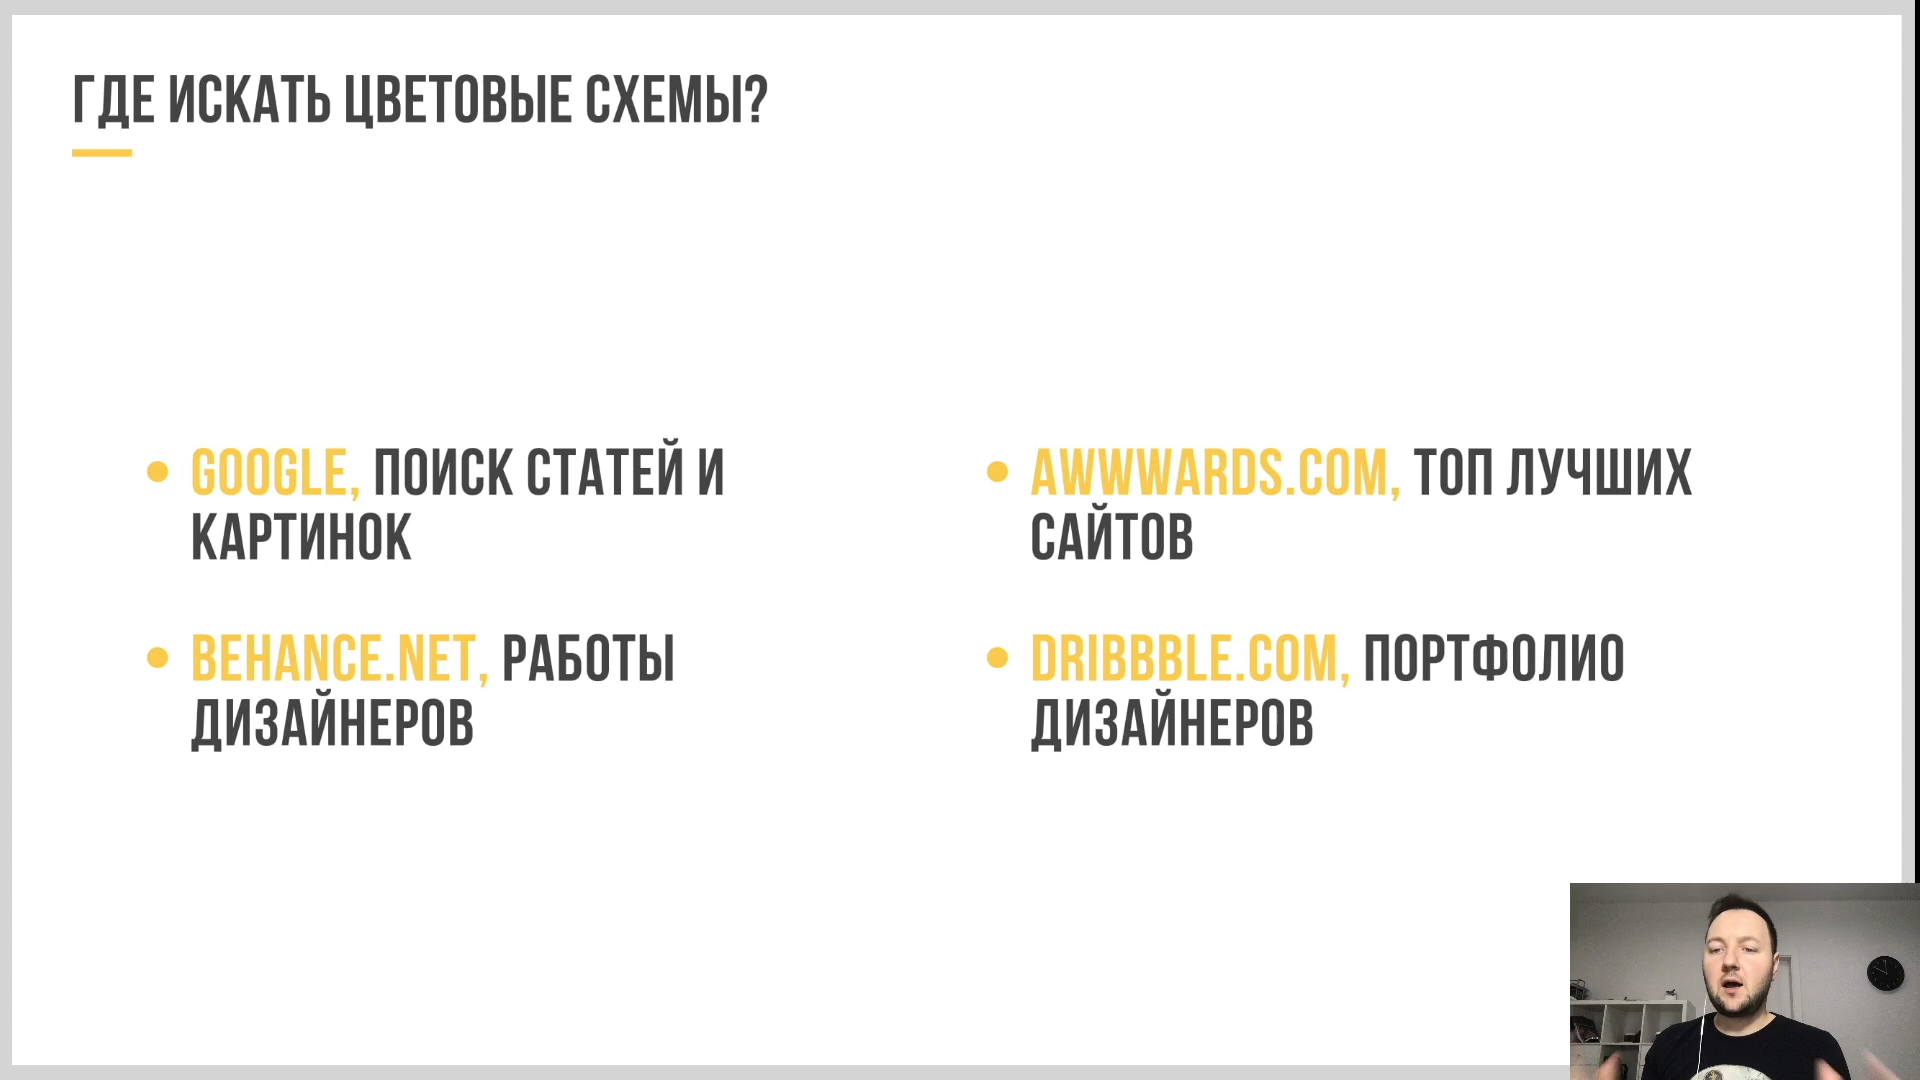 ГДЕ ИСКАТЬ ЦВЕТОВЫЕ СХЕМЫ?
GOOGLE, ПОИСК СТАТЕЙ И
КАРТИНОК
BEHANCE.NET, РАБОТЫ
ДИЗАЙНЕРОВ
AWWWARDS.COM, ТОП ЛУЧШИХ
САЙТОВ
DRIBBBLE.COM, ПОРТФОЛИО
ДИЗАЙНЕРОВ